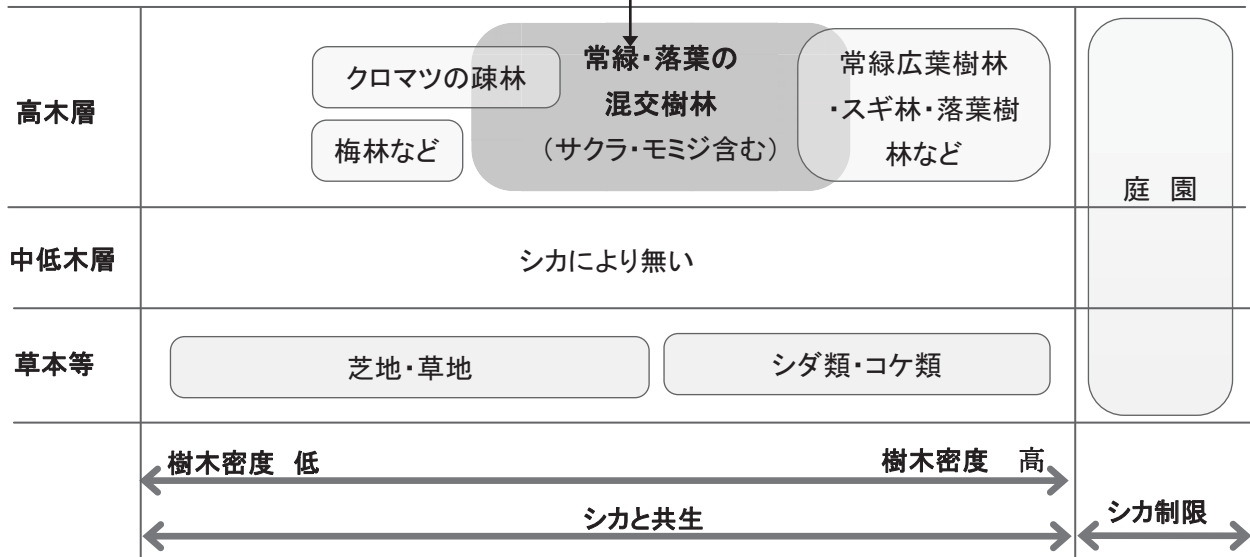 高木層
クロマツの疎林
梅林など
常緑・落葉の
混交樹林
（サクラ・モミジ含む）
常緑広葉樹林
・スギ林・落葉樹
林など
庭 園
中低木層
シカにより無い
草本等
芝地・草地
シダ類・コケ類
樹木密度 低
樹木密度 高
シカと共生
シカ制限